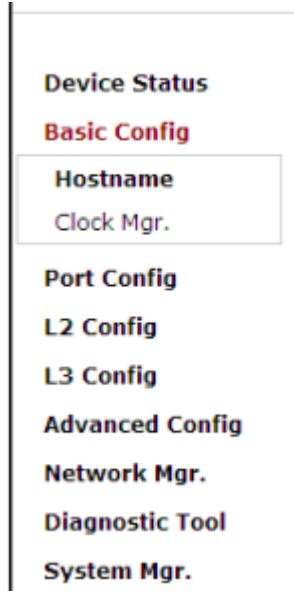 Device Status
Basic Config
Hostname
Clock Mgr.
Port Config
L2 Config
L3 Config
Advanced Config
Network Mgr.
Diagnostic Tool
System Mgr.